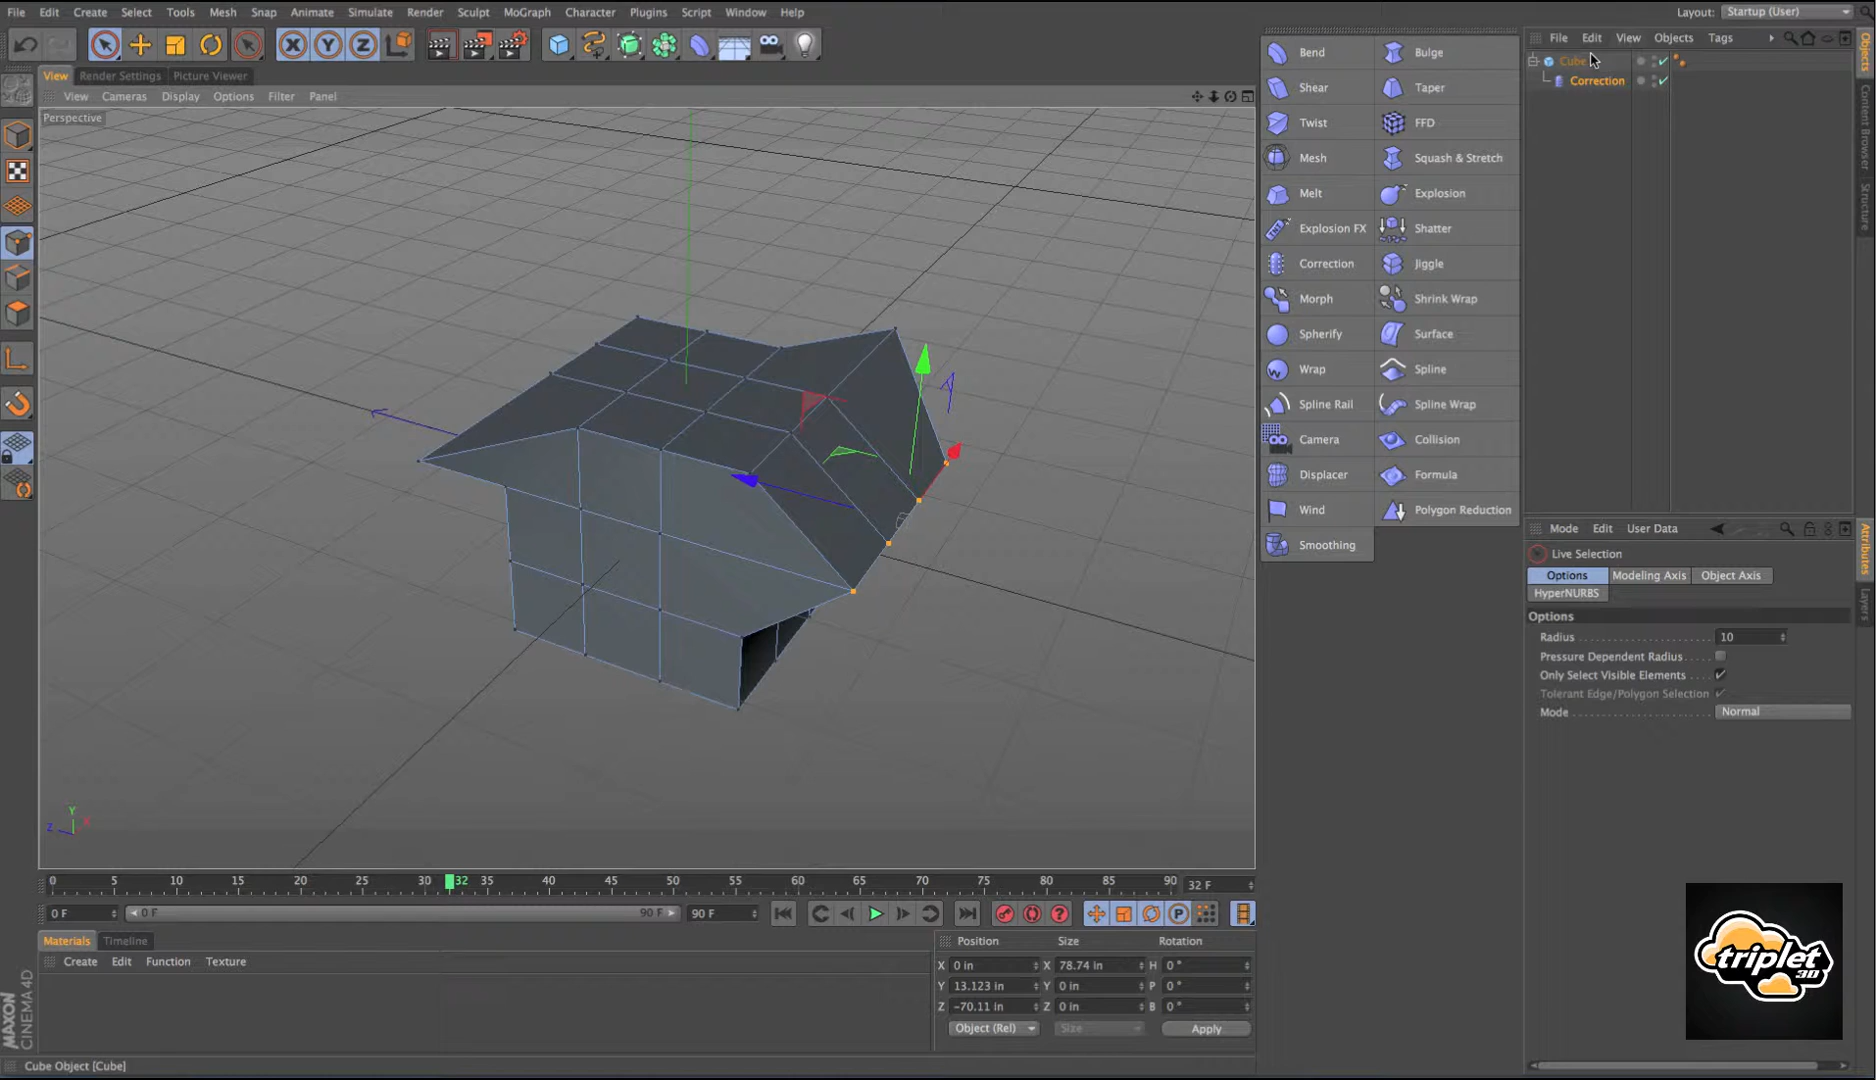 File Edit Create Select Tools Mesh Snap Animate Simulate Render Sculpt MoGraph Character Plugins Script Window Help
Layout: Startup (User)
X Y Z
File Edit View Objects Tags
Cube
Correction
View Render Settings Picture Viewer
View Cameras Display Options Filter Panel
Perspective
Bend Bulge
Shear Taper
Twist FFD
Mesh Squash & Stretch
Melt Explosion
Explosion FX Shatter
Correction Jiggle
Morph Shrink Wrap
Spherify Surface
Wrap Spline
Spline Rail Spline Wrap
Camera Collision
Displacer Formula
Wind Polygon Reduction
Smoothing
Objects
Content Browser
Structure
Attributes
Layers
Mode Edit User Data
Live Selection
Options Modeling Axis Object Axis
HyperNURBS
Options
Radius 10
Pressure Dependent Radius
Only Select Visible Elements
Tolerant Edge/Polygon Selection
Mode Normal
Y
Z X
0 5 10 15 20 25 30 32 35 40 45 50 55 60 65 70 75 80 85 90 32 F
0 F 0 F 90 F 90 F
P
Materials Timeline
Create Edit Function Texture
Position Size Rotation
X 0 in X 78.74 in H 0 °
Y 13.123 in Y 0 in P 0 °
Z -70.11 in Z 0 in B 0 °
Object (Rel) Size Apply
MAXON
CINEMA 4D
triplet
3D
Cube Object [Cube]